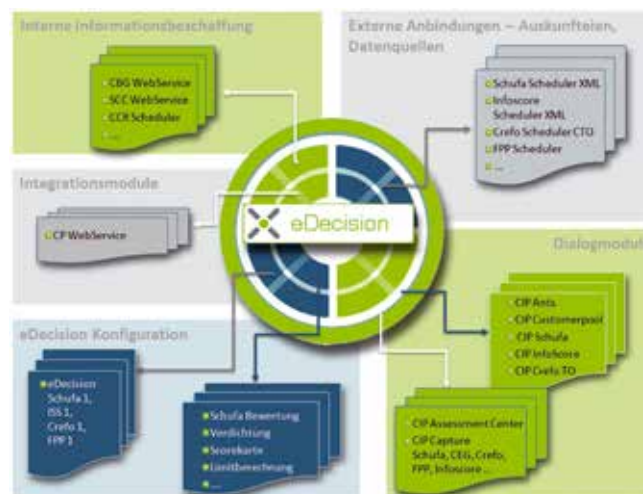 Interne Informationsbeschaffung
CBG WebService
SCC WebService
CCR Scheduler
...
Externe Anbindungen – Auskunfteien,
Datenquellen
Schufa Scheduler XML
Infoscore
Scheduler XML
Crefo Scheduler CTO
FPP Scheduler
...
Integrationsmodule
CP WebService
eDecision
Dialogmodul
CIP Ants.
CIP Customerpool
CIP Schufa
CIP InfoScore
CIP Crefo TO
eDecision Konfiguration
eDecision
Schufa 1,
ISS 1,
Crefo 1,
FPP 1
Schufa Bewertung
Verdichtung
Scorekarte
Limitberechnung
....
CIP Assessment Center
CIP Capture
Schufa, CEG, Crefo,
FPP, Infoscore ...